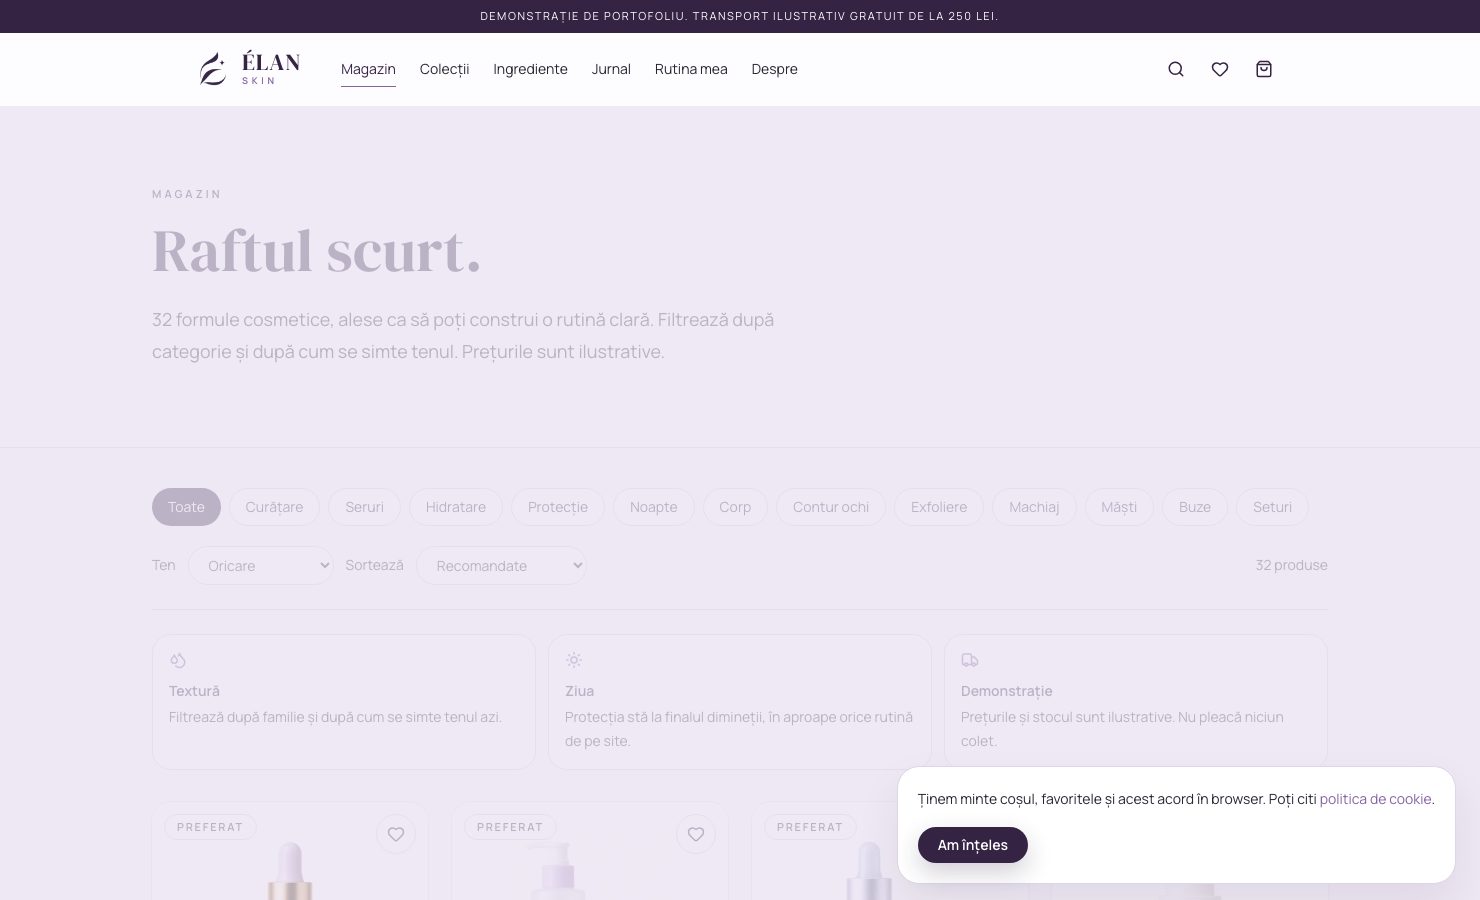 DEMONSTRAȚIE DE PORTOFOLIU. TRANSPORT ILUSTRATIV GRATUIT DE LA 250 LEI.
ÉLAN
SKIN
Magazin
Colecții
Ingrediente
Jurnal
Rutina mea
Despre
MAGAZIN
Raftul scurt.
32 formule cosmetice, alese ca să poți construi o rutină clară. Filtrează după
categorie și după cum se simte tenul. Prețurile sunt ilustrative.
Toate
Curățare
Seruri
Hidratare
Protecție
Noapte
Corp
Contur ochi
Exfoliere
Machiaj
Măști
Buze
Seturi
Ten
Oricare
Sortează
Recomandate
32 produse
Textură
Filtrează după familie și după cum se simte tenul azi.
Ziua
Protecția stă la finalul dimineții, în aproape orice rutină
de pe site.
Demonstrație
Prețurile și stocul sunt ilustrative. Nu pleacă niciun
colet.
PREFERAT
PREFERAT
PREFERAT
Ținem minte coșul, favoritele și acest acord în browser. Poți citi politica de cookie.
Am înțeles